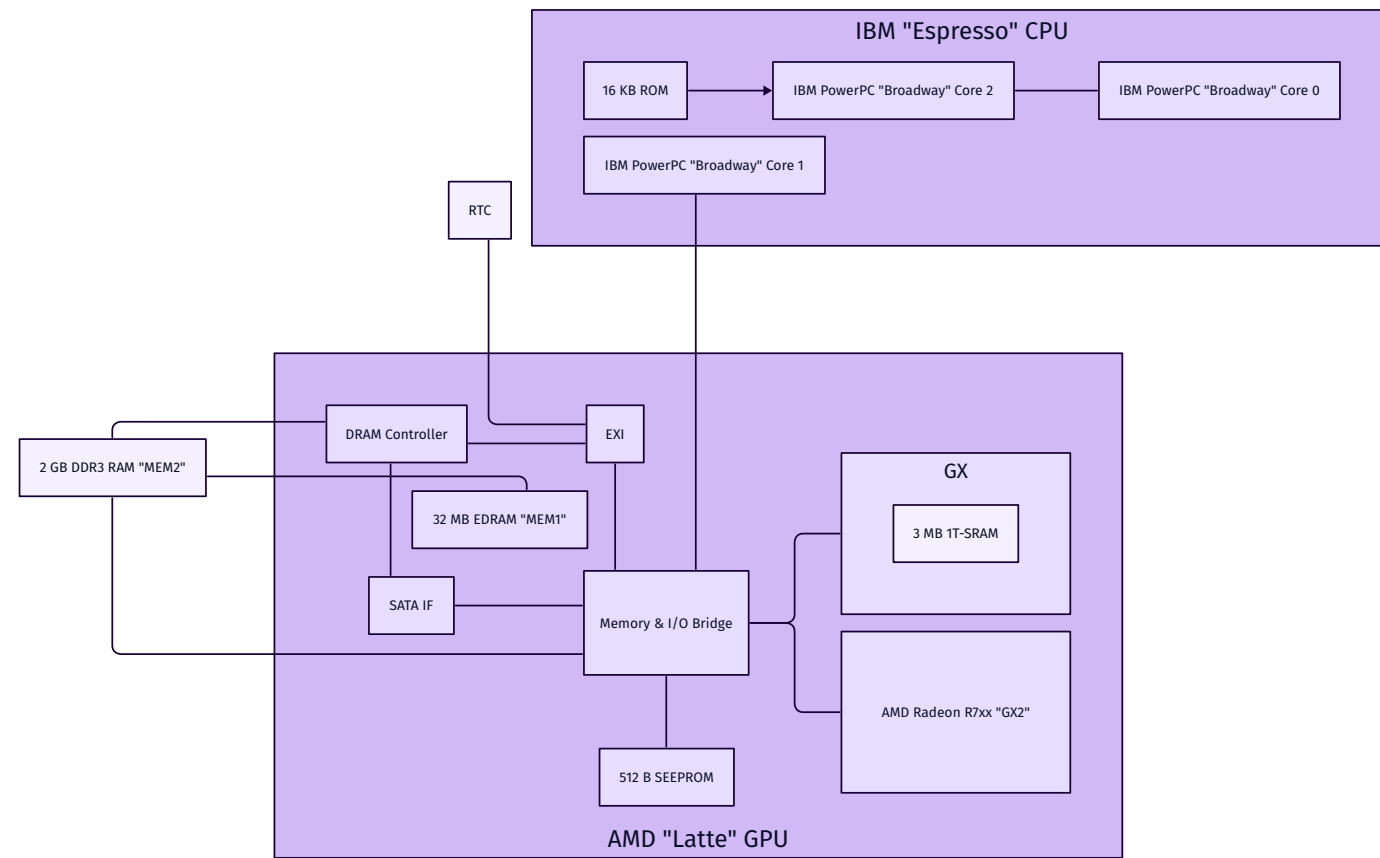 IBM "Espresso" CPU
16 KB ROM
IBM PowerPC "Broadway" Core 2
IBM PowerPC "Broadway" Core 0
IBM PowerPC "Broadway" Core 1
RTC
DRAM Controller
EXI
2 GB DDR3 RAM "MEM2"
GX
32 MB EDRAM "MEM1"
3 MB 1T-SRAM
SATA IF
Memory & I/O Bridge
AMD Radeon R7xx "GX2"
512 B SEEPROM
AMD "Latte" GPU